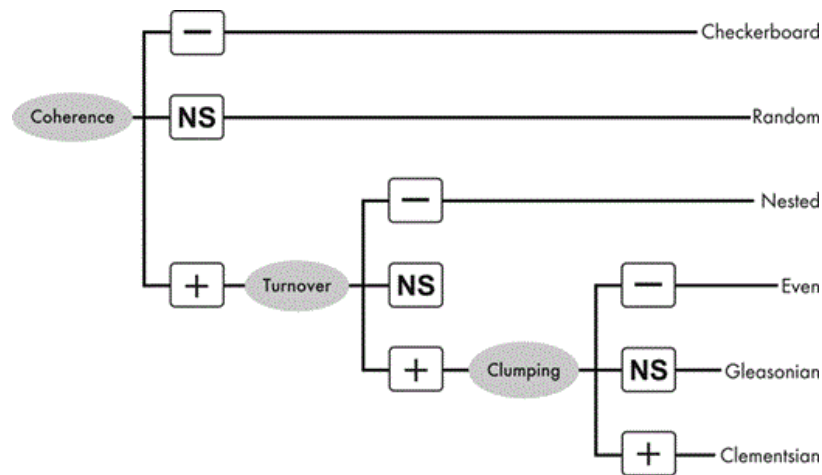 − Checkerboard
Coherence NS Random
− Nested
+ Turnover NS − Even
+ Clumping NS Gleasonian
+ Clementsian